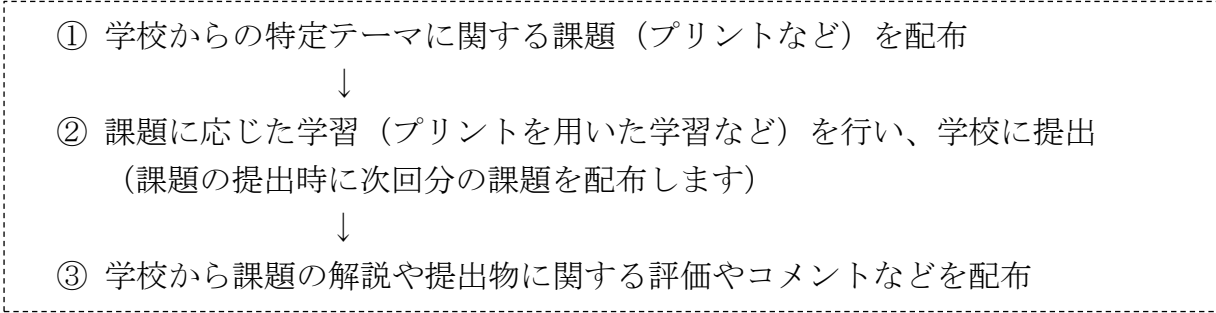 ① 学校からの特定テーマに関する課題（プリントなど）を配布
↓
② 課題に応じた学習（プリントを用いた学習など）を行い、学校に提出
（課題の提出時に次回分の課題を配布します）
↓
③ 学校から課題の解説や提出物に関する評価やコメントなどを配布